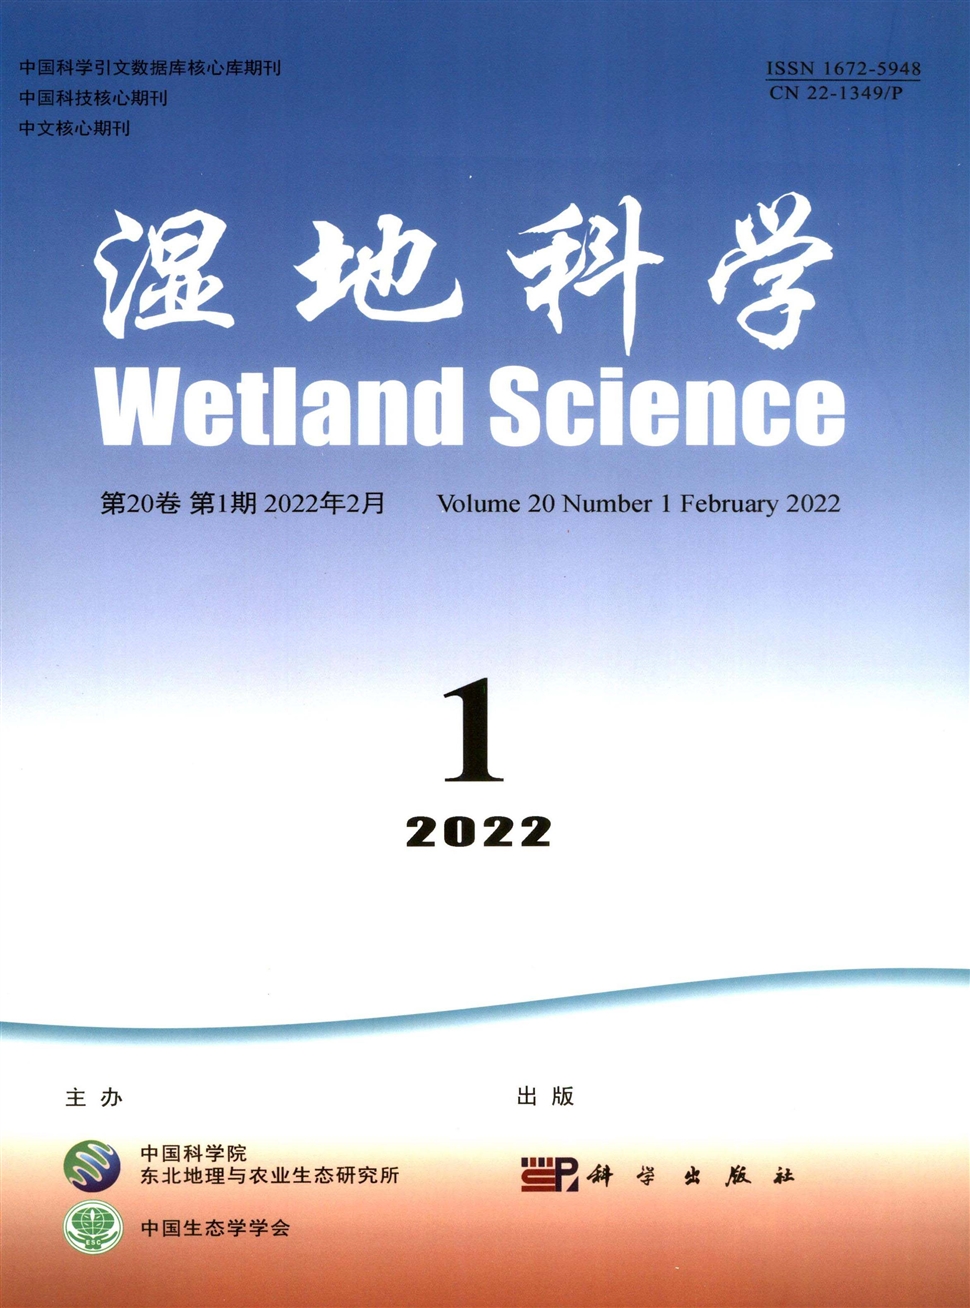 中国科学引文数据库核心库期刊
中国科技核心期刊
中文核心期刊
ISSN 1672-5948
CN 22-1349/P
湿地科学
Wetland Science
第20卷 第1期 2022年2月 Volume 20 Number 1 February 2022
1
2022
主办
中国科学院
东北地理与农业生态研究所
ESC
中国生态学学会
出版
科学出版社